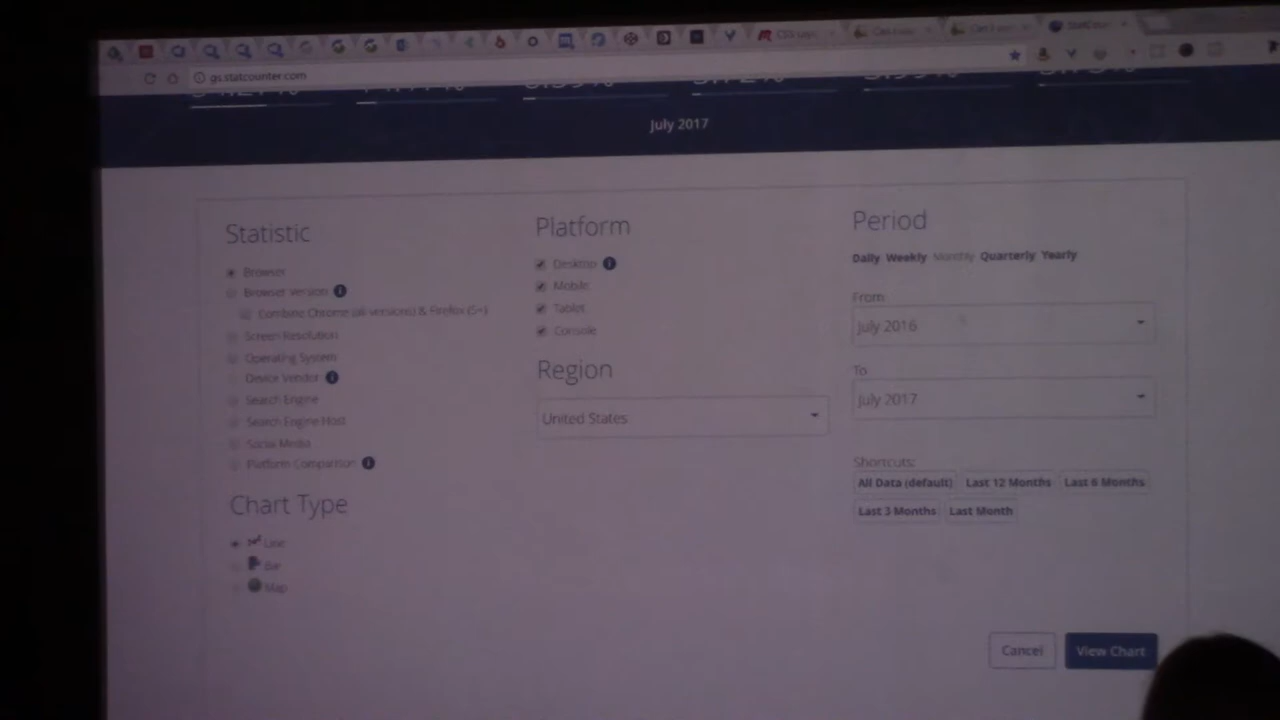 CSS
StatCoun
gs.statcounter.com
July 2017
Statistic
Browser
Browser Version
Combine Chrome (all versions) & Firefox (5+)
Screen Resolution
Operating System
Device Vendor
Search Engine
Search Engine Host
Social Media
Platform Comparison
Chart Type
Line
Bar
Map
Platform
Desktop
Mobile
Tablet
Console
Region
United States
Period
Daily Weekly Monthly Quarterly Yearly
From
July 2016
To
July 2017
Shortcuts:
All Data (default) Last 12 Months Last 6 Months
Last 3 Months Last Month
Cancel View Chart